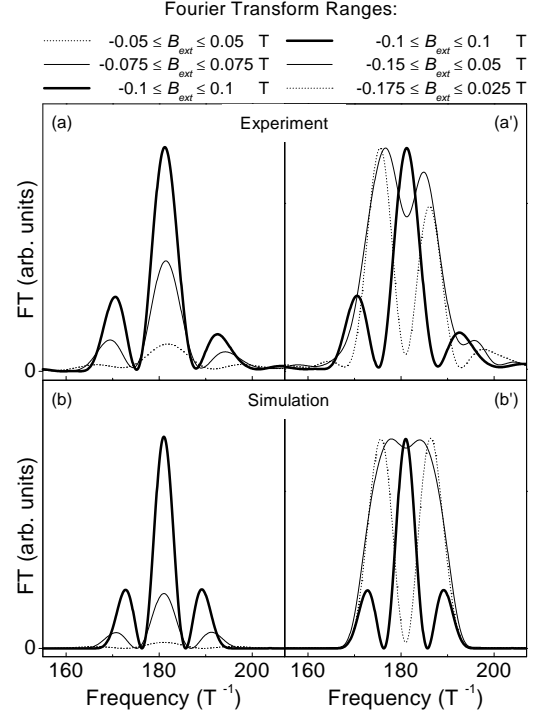 Fourier Transform Ranges:
-0.05 ≤ B_ext ≤ 0.05 T
-0.1 ≤ B_ext ≤ 0.1 T
-0.075 ≤ B_ext ≤ 0.075 T
-0.15 ≤ B_ext ≤ 0.05 T
-0.1 ≤ B_ext ≤ 0.1 T
-0.175 ≤ B_ext ≤ 0.025 T
(a) Experiment (a')
FT (arb. units)
0
(b) Simulation (b')
FT (arb. units)
0
160 180 200 160 180 200
Frequency (T⁻¹) Frequency (T⁻¹)